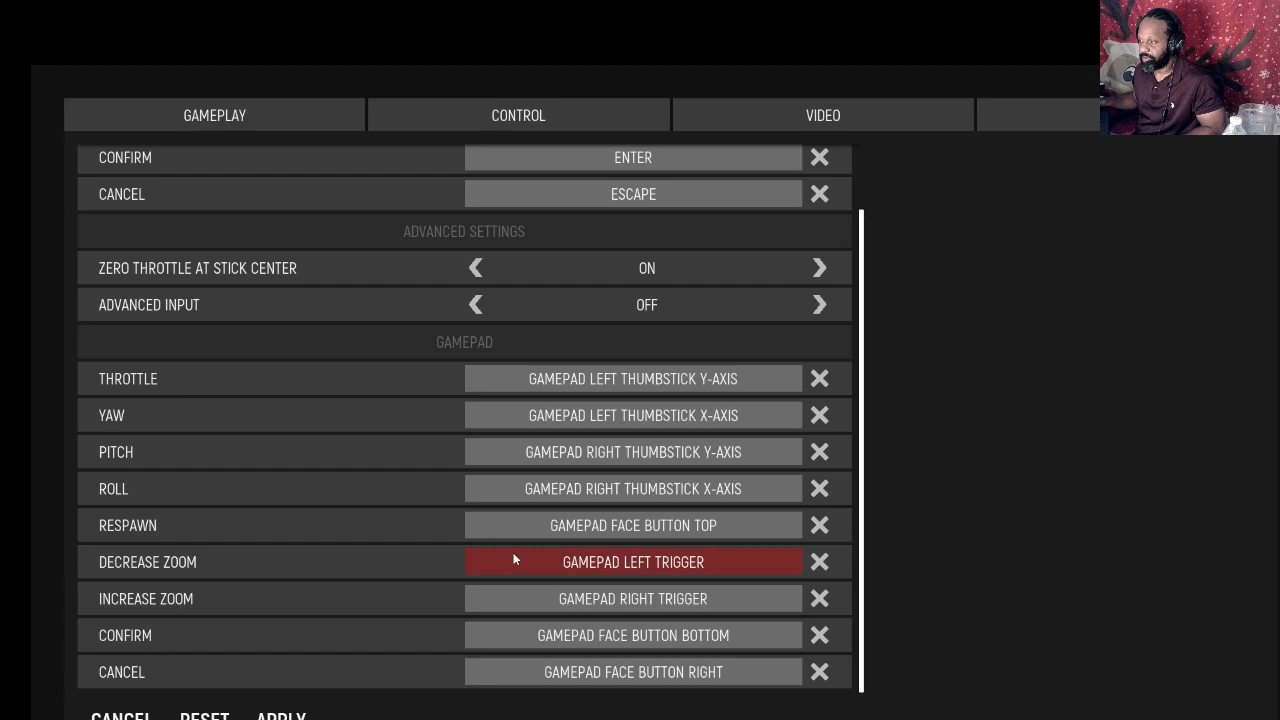 GAMEPLAY CONTROL VIDEO
CONFIRM ENTER
CANCEL ESCAPE
ADVANCED SETTINGS
ZERO THROTTLE AT STICK CENTER ON
ADVANCED INPUT OFF
GAMEPAD
THROTTLE GAMEPAD LEFT THUMBSTICK Y-AXIS
YAW GAMEPAD LEFT THUMBSTICK X-AXIS
PITCH GAMEPAD RIGHT THUMBSTICK Y-AXIS
ROLL GAMEPAD RIGHT THUMBSTICK X-AXIS
RESPAWN GAMEPAD FACE BUTTON TOP
DECREASE ZOOM GAMEPAD LEFT TRIGGER
INCREASE ZOOM GAMEPAD RIGHT TRIGGER
CONFIRM GAMEPAD FACE BUTTON BOTTOM
CANCEL GAMEPAD FACE BUTTON RIGHT
CANCEL RESET APPLY